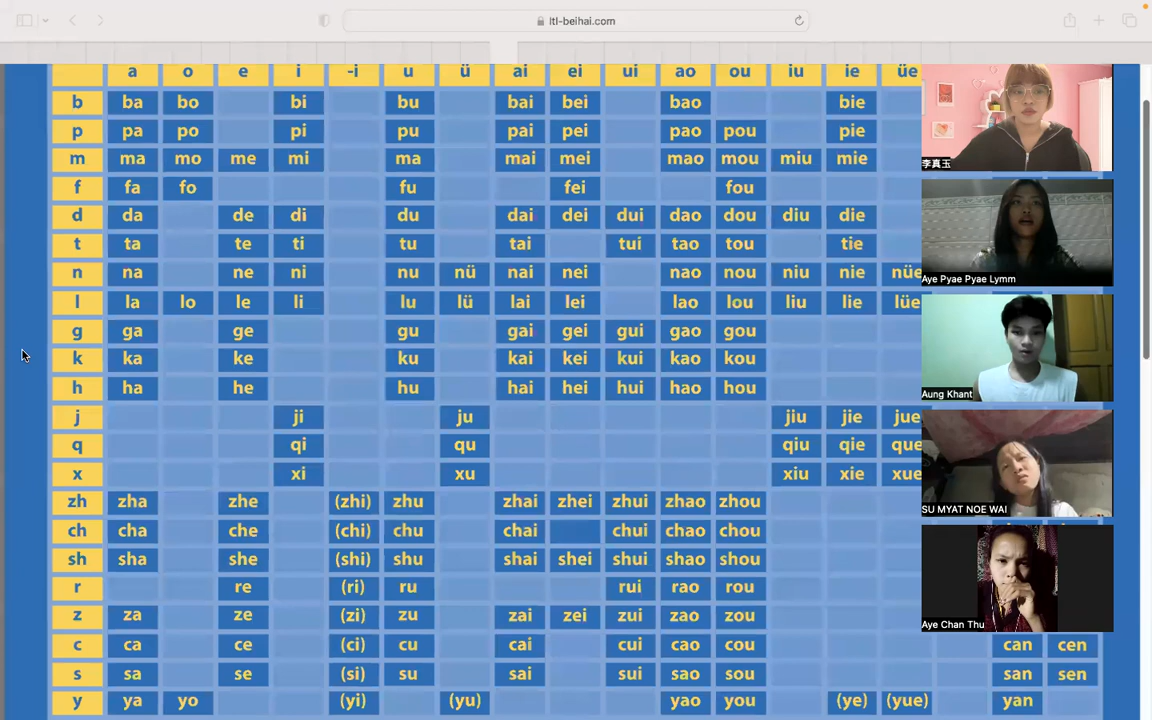 ltl-beihai.com
a o e i -i u ü ai ei ui ao ou iu ie üe
b ba bo bi bu bai bei bao bie
p pa po pi pu pai pei pao pou pie
m ma mo me mi ma mai mei mao mou miu mie
f fa fo fu fei fou
d da de di du dai dei dui dao dou diu die
t ta te ti tu tai tui tao tou tie
n na ne ni nu nü nai nei nao nou niu nie nüe
l la lo le li lu lü lai lei lao lou liu lie lüe
g ga ge gu gai gei gui gao gou
k ka ke ku kai kei kui kao kou
h ha he hu hai hei hui hao hou
j ji ju jiu jie jue
q qi qu qiu qie que
x xi xu xiu xie xue
zh zha zhe (zhi) zhu zhai zhei zhui zhao zhou
ch cha che (chi) chu chai chui chao chou
sh sha she (shi) shu shai shei shui shao shou
r re (ri) ru rui rao rou
z za ze (zi) zu zai zei zui zao zou
c ca ce (ci) cu cai cui cao cou can cen
s sa se (si) su sai sui sao sou san sen
y ya yo (yi) (yu) yao you (ye) (yue) yan
李真玉
Aye Pyae Pyae Lymm
Aung Khant
SU MYAT NOE WAI
Aye Chan Thu